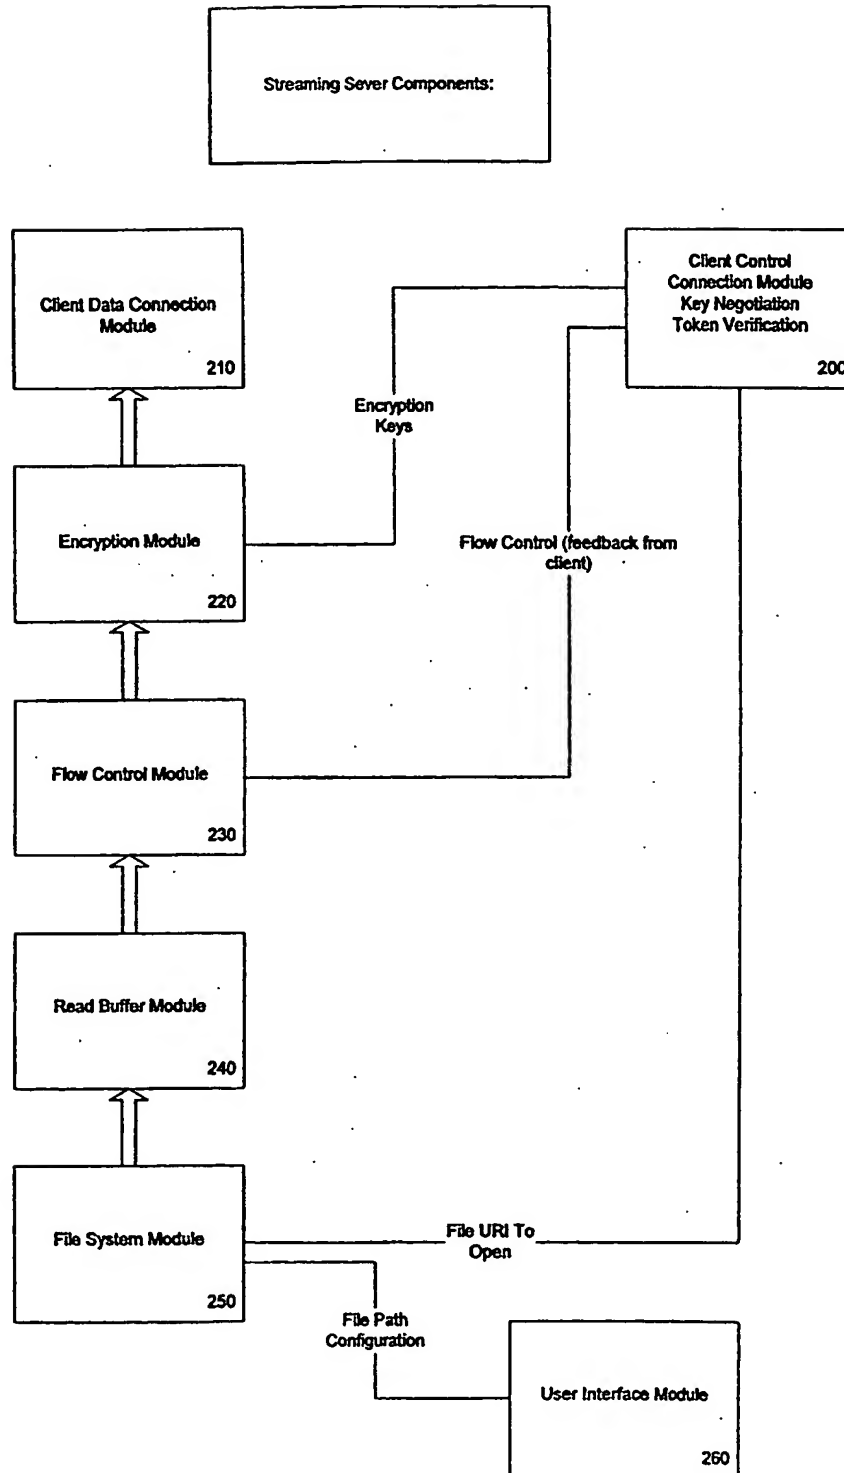 Streaming Sever Components:
Client Data Connection
Module
210
Client Control
Connection Module
Key Negotiation
Token Verification
200
Encryption
Keys
Encryption Module
220
Flow Control (feedback from
client)
Flow Control Module
230
Read Buffer Module
240
File System Module
250
File URI To
Open
File Path
Configuration
User Interface Module
260